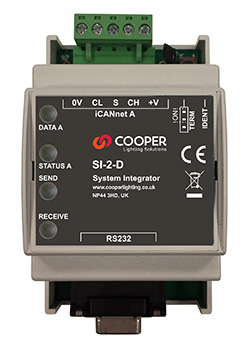 0V CL S CH +V
iCANnet A
ON↑
TERM
IDENT
DATA A
COOPER
Lighting Solutions
STATUS A
SI-2-D
SEND
System Integrator
www.cooperlighting.co.uk
NP44 3HD, UK
RECEIVE
RS232